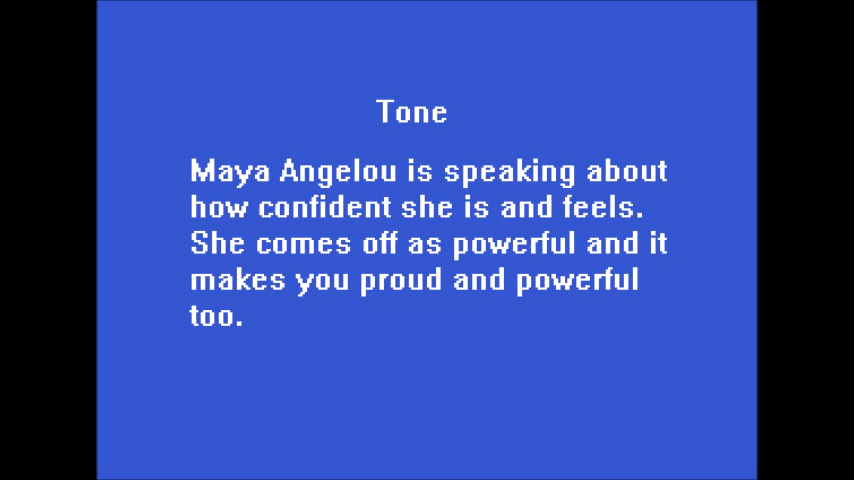 Tone
Maya Angelou is speaking about
how confident she is and feels.
She comes off as powerful and it
makes you proud and powerful
too.